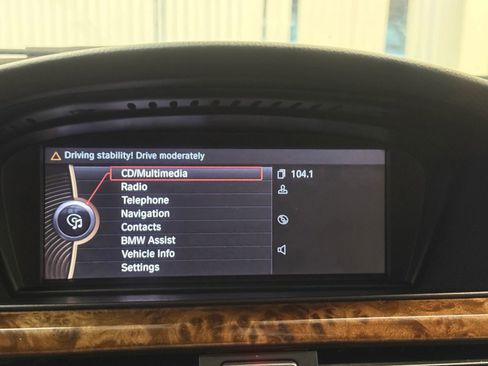 Driving stability! Drive moderately
CD/Multimedia
104.1
Radio
Telephone
Navigation
Contacts
BMW Assist
Vehicle Info
Settings